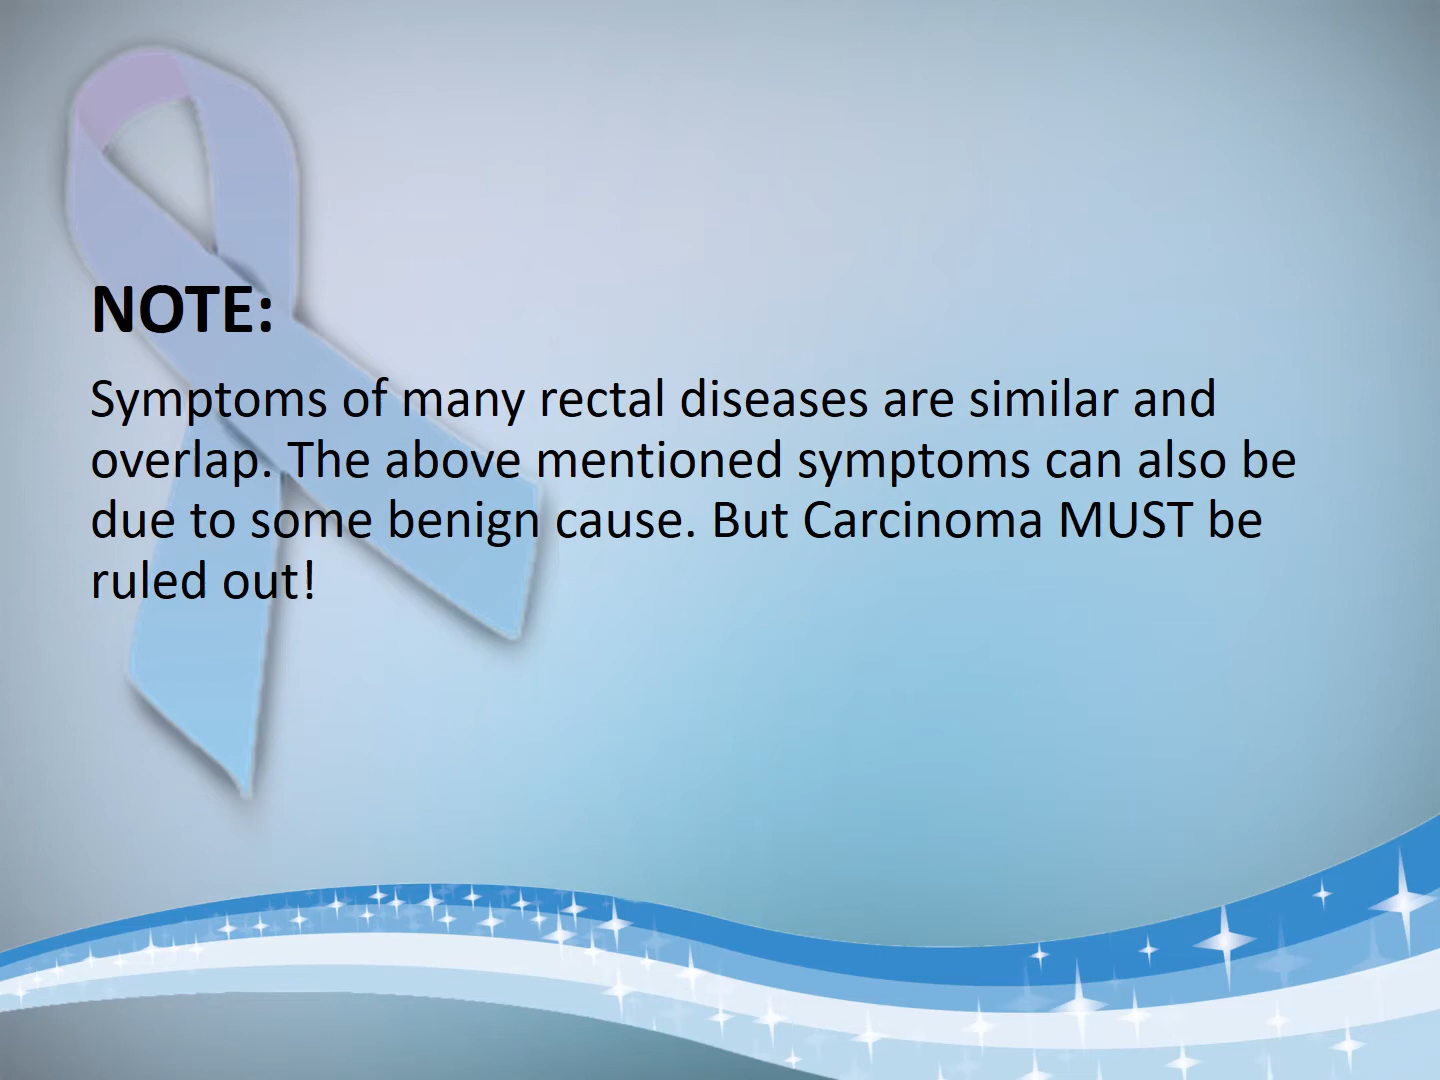 NOTE:
Symptoms of many rectal diseases are similar and
overlap. The above mentioned symptoms can also be
due to some benign cause. But Carcinoma MUST be
ruled out!